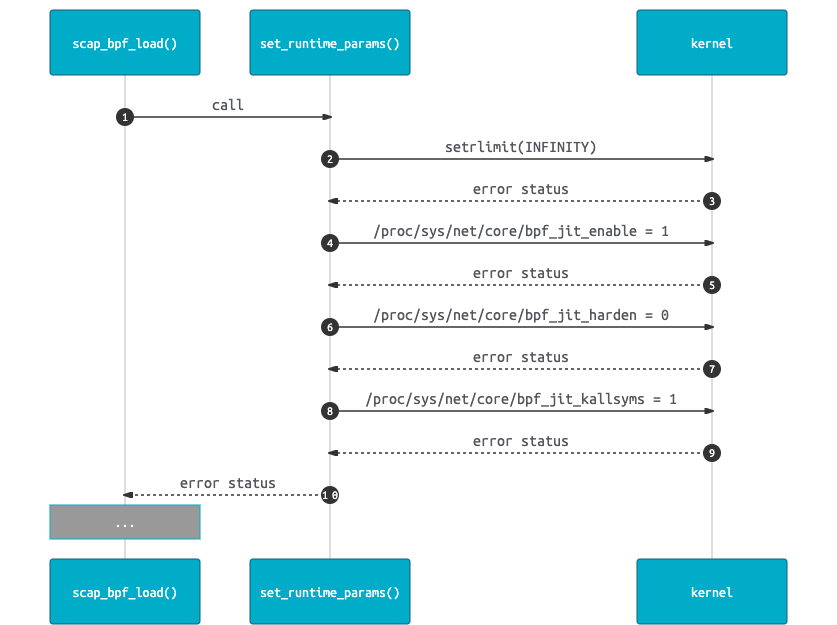 scap_bpf_load() set_runtime_params() kernel
call
1
setrlimit(INFINITY)
2
error status
3
/proc/sys/net/core/bpf_jit_enable = 1
4
error status
5
/proc/sys/net/core/bpf_jit_harden = 0
6
error status
7
/proc/sys/net/core/bpf_jit_kallsyms = 1
8
error status
9
error status
10
...
scap_bpf_load() set_runtime_params() kernel